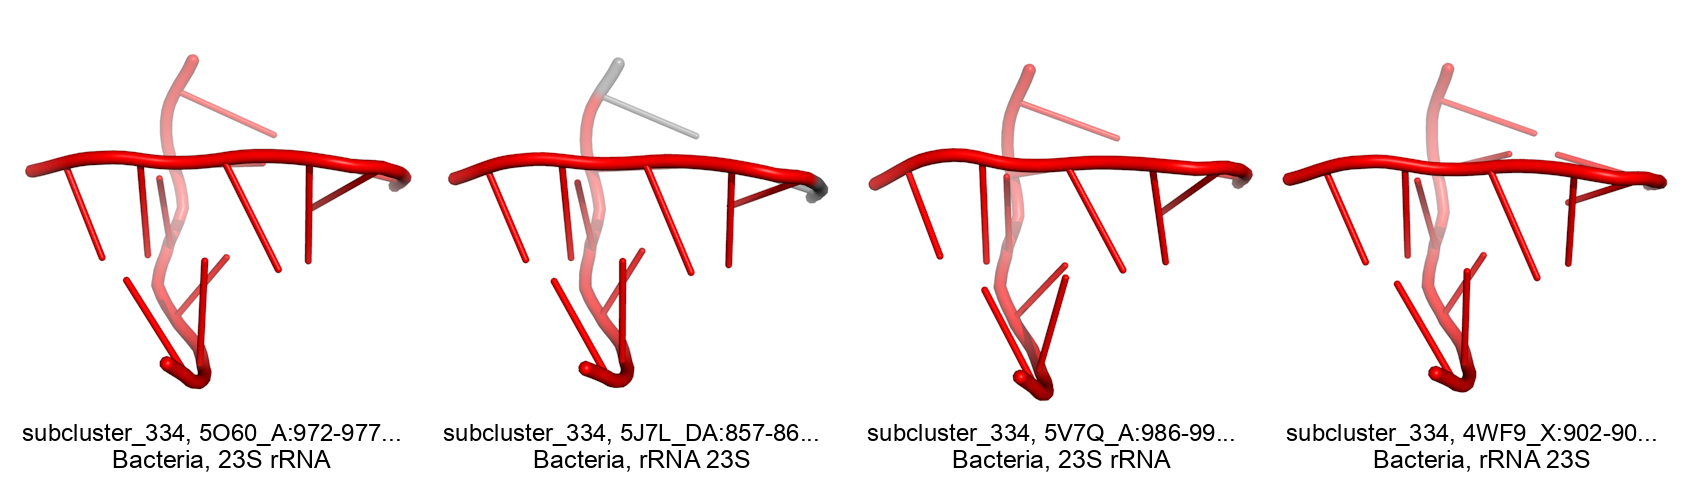 subcluster_334, 5O60_A:972-977...
Bacteria, 23S rRNA
subcluster_334, 5J7L_DA:857-86...
Bacteria, rRNA 23S
subcluster_334, 5V7Q_A:986-99...
Bacteria, 23S rRNA
subcluster_334, 4WF9_X:902-90...
Bacteria, rRNA 23S